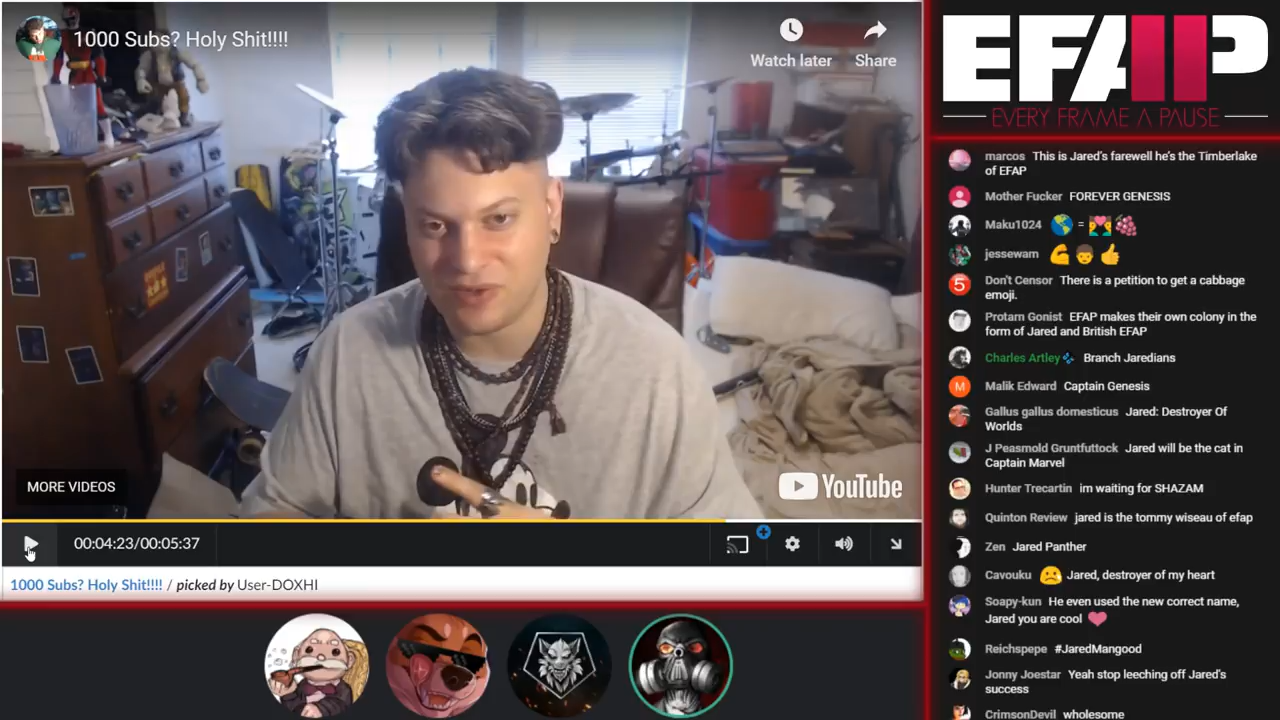 1000 Subs? Holy Shit!!!!
Watch later
Share
MORE VIDEOS
YouTube
00:04:23/00:05:37
1000 Subs? Holy Shit!!!! / picked by User-DOXHI
EFAP
EVERY FRAME A PAUSE
marcos This is Jared's farewell he's the Timberlake
of EFAP
Mother Fucker FOREVER GENESIS
Maku1024 🌎 = 💏 🍇
jessewam 💪 👨 👍
Don't Censor There is a petition to get a cabbage
emoji.
Protam Gonist EFAP makes their own colony in the
form of Jared and British EFAP
Charles Artley Branch Jaredians
M
Malik Edward Captain Genesis
Gallus gallus domesticus Jared: Destroyer Of
Worlds
J Peasmold Gruntfuttock Jared will be the cat in
Captain Marvel
Hunter Trecartin im waiting for SHAZAM
Quinton Review jared is the tommy wiseau of efap
Zen Jared Panther
Cavouku 🙁 Jared, destroyer of my heart
Soapy-kun He even used the new correct name,
Jared you are cool ❤
Reichspepe #JaredMangood
Jonny Joestar Yeah stop leeching off Jared's
success
CrimsonDevil wholesome